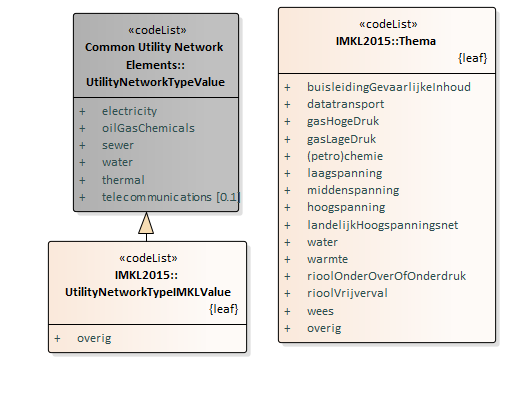 «codeList»
Common Utility Network
Elements::
UtilityNetworkTypeValue
+ electricity
+ oilGasChemicals
+ sewer
+ water
+ thermal
+ telecommunications [0..1]
«codeList»
IMKL2015::
UtilityNetworkTypeIMKLValue
{leaf}
+ overig
«codeList»
IMKL2015::Thema
{leaf}
+ buisleidingGevaarlijkeInhoud
+ datatransport
+ gasHogeDruk
+ gasLageDruk
+ (petro)chemie
+ laagspanning
+ middenspanning
+ hoogspanning
+ landelijkHoogspanningsnet
+ water
+ warmte
+ rioolOnderOverOfOnderdruk
+ rioolVrijverval
+ wees
+ overig